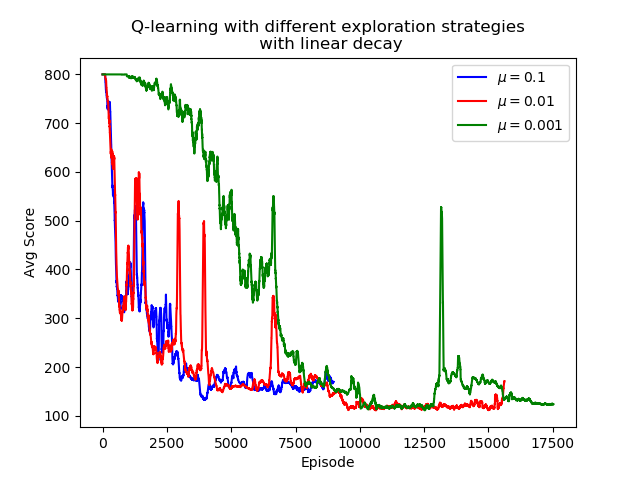 Q-learning with different exploration strategies
with linear decay
800
700
600
500
400
300
200
100
Avg Score
μ = 0.1
μ = 0.01
μ = 0.001
0
2500
5000
7500
10000
12500
15000
17500
Episode